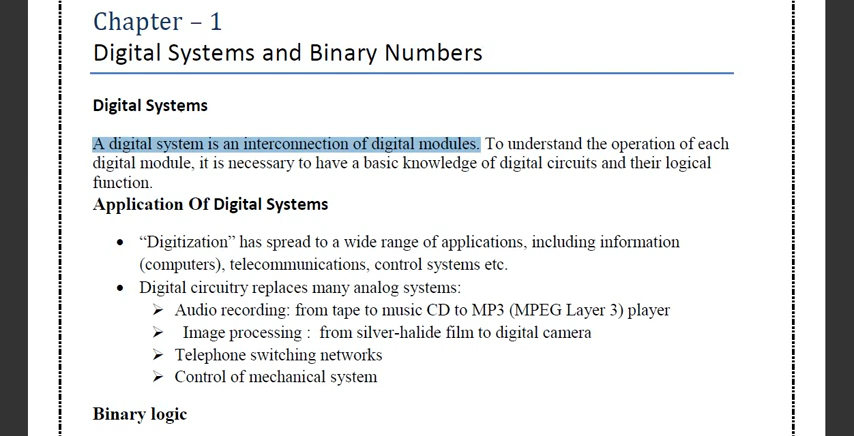 Chapter – 1
Digital Systems and Binary Numbers
Digital Systems
A digital system is an interconnection of digital modules. To understand the operation of each
digital module, it is necessary to have a basic knowledge of digital circuits and their logical
function.
Application Of Digital Systems
• “Digitization” has spread to a wide range of applications, including information
(computers), telecommunications, control systems etc.
• Digital circuitry replaces many analog systems:
➢ Audio recording: from tape to music CD to MP3 (MPEG Layer 3) player
➢ Image processing : from silver-halide film to digital camera
➢ Telephone switching networks
➢ Control of mechanical system
Binary logic